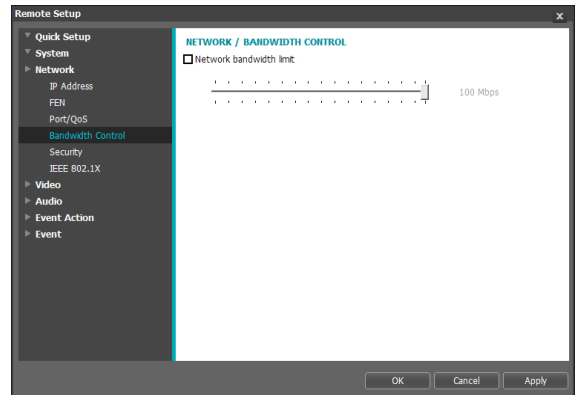 Remote Setup
x
Quick Setup
System
Network
IP Address
FEN
Port/QoS
Bandwidth Control
Security
IEEE 802.1X
Video
Audio
Event Action
Event
NETWORK / BANDWIDTH CONTROL
Network bandwidth limit
100 Mbps
OK
Cancel
Apply